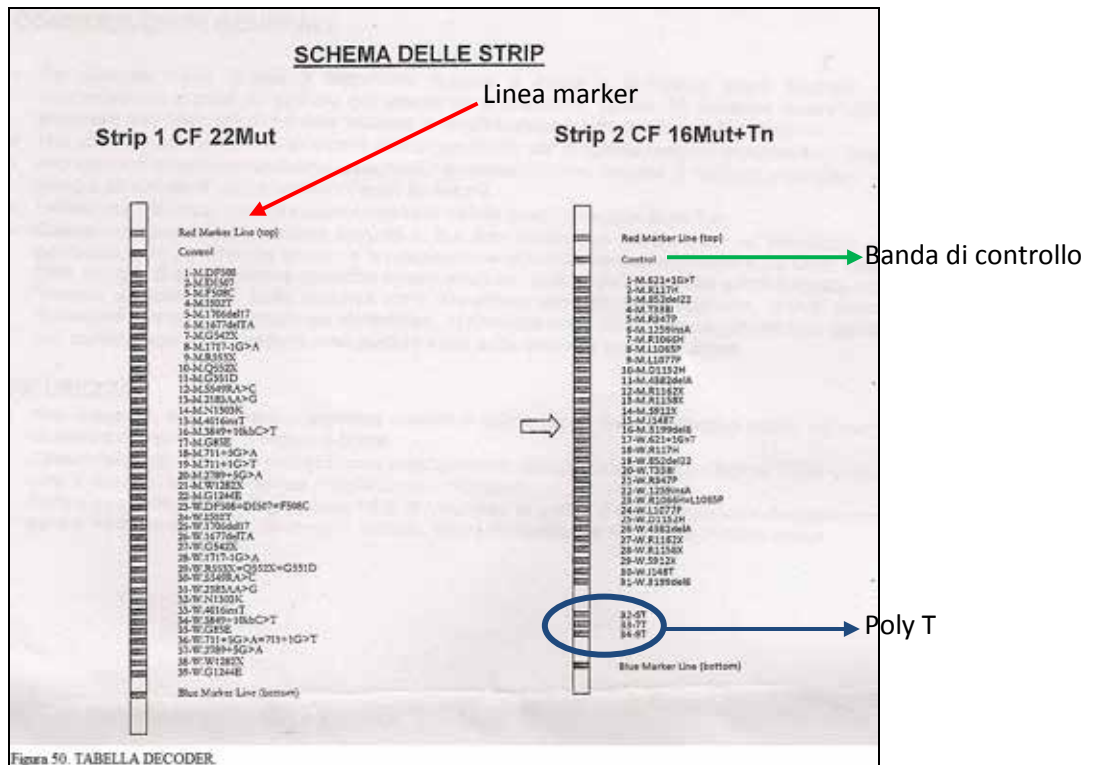 SCHEMA DELLE STRIP
Linea marker
Strip 1 CF 22Mut
Red Marker Line (top)
Control
1-M.DF508
2-M.DI507
3-M.F508C
4-M.I502T
5-M.1706del17
6-M.1677delTA
7-M.G542X
8-M.1717-1G>A
9-M.R553X
10-M.Q552X
11-M.G551D
12-M.S549RA>C
13-M.2183AA>G
14-M.N1303K
15-M.4016insT
16-M.3849+10kbC>T
17-M.G85E
18-M.711+5G>A
19-M.711+1G>T
20-M.2789+5G>A
21-M.W1282X
22-M.G1244E
23-W.DF508=DI507=F508C
24-W.I502T
25-W.1706del17
26-W.1677delTA
27-W.G542X
28-W.1717-1G>A
29-W.R553X=Q552X=G551D
30-W.S549RA>C
31-W.2183AA>G
32-W.N1303K
33-W.4016insT
34-W.3849+10kbC>T
35-W.G85E
36-W.711+5G>A=711+1G>T
37-W.2789+5G>A
38-W.W1282X
39-W.G1244E
Blue Marker Line (bottom)
Strip 2 CF 16Mut+Tn
Red Marker Line (top)
Control
Banda di controllo
1-M.621+1G>T
2-M.R117H
3-M.852del22
4-M.T338I
5-M.R347P
6-M.1259insA
7-M.R1066H
8-M.L1065P
9-M.L1077P
10-M.D1152H
11-M.4382delA
12-M.R1162X
13-M.R1158X
14-M.S912X
15-M.I148T
16-M.3199del6
17-W.621+1G>T
18-W.R117H
19-W.852del22
20-W.T338I
21-W.R347P
22-W.1259insA
24-W.L1077P
25-W.D1152H
26-W.4382delA
27-W.R1162X
28-W.R1158X
29-W.S912X
30-W.I148T
31-W.3199del6
32-5T
33-7T
34-9T
Poly T
Blue Marker Line (bottom)
Figura 50. TABELLA DECODER.